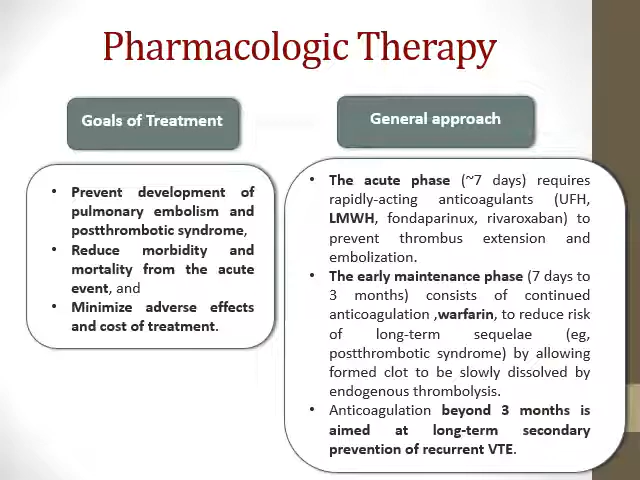 Pharmacologic Therapy
Goals of Treatment
• Prevent development of
pulmonary embolism and
postthrombotic syndrome,
• Reduce morbidity and
mortality from the acute
event, and
• Minimize adverse effects
and cost of treatment.
General approach
• The acute phase (~7 days) requires
rapidly-acting anticoagulants (UFH,
LMWH, fondaparinux, rivaroxaban) to
prevent thrombus extension and
embolization.
• The early maintenance phase (7 days to
3 months) consists of continued
anticoagulation ,warfarin, to reduce risk
of long-term sequelae (eg,
postthrombotic syndrome) by allowing
formed clot to be slowly dissolved by
endogenous thrombolysis.
• Anticoagulation beyond 3 months is
aimed at long-term secondary
prevention of recurrent VTE.